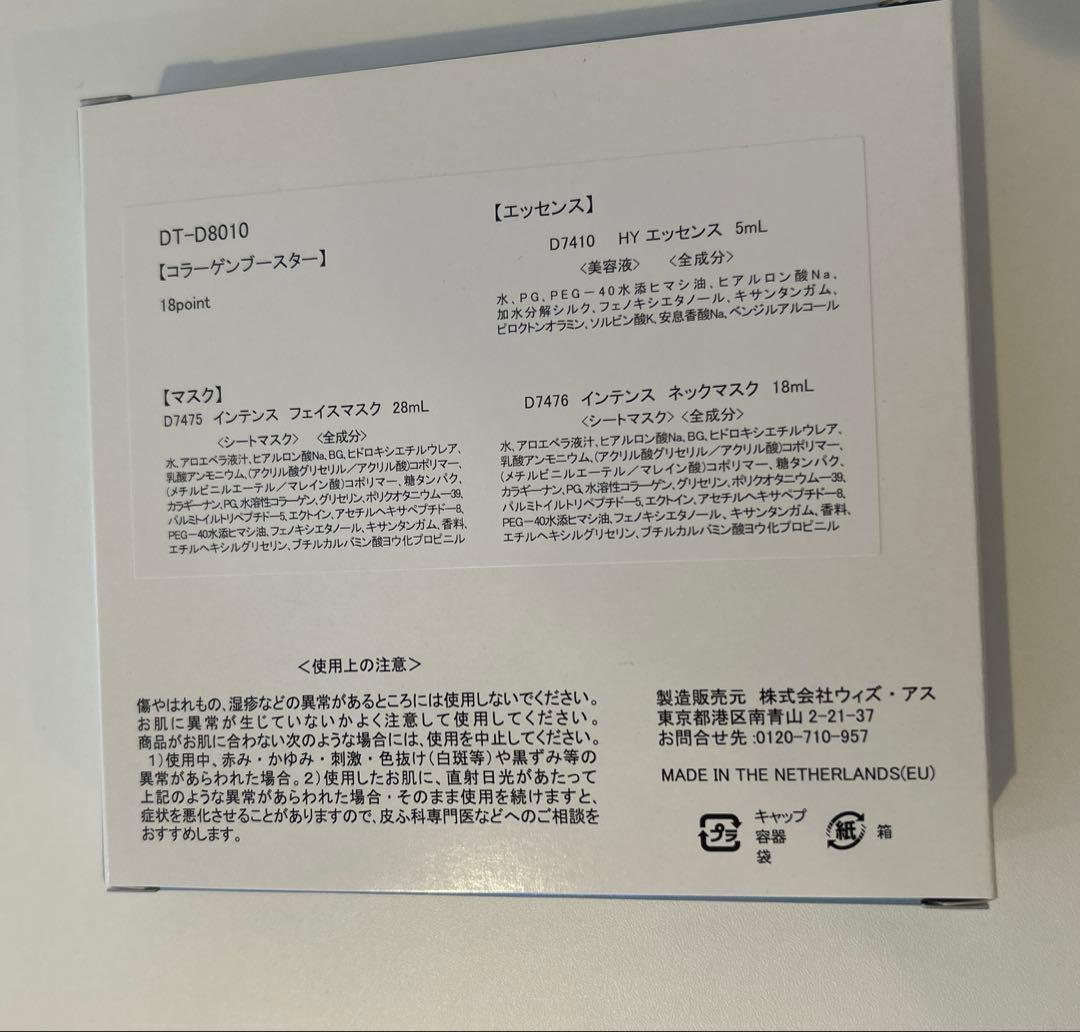 DT-D8010
【コラーゲンブースター】
18point
【エッセンス】
D7410 HY エッセンス 5mL
<美容液> <全成分>
水、PG、PEG－40水添ヒマシ油、ヒアルロン酸Na、
加水分解シルク、フェノキシエタノール、キサンタンガム、
ピロクトンオラミン、ソルビン酸K、安息香酸Na、ベンジルアルコール
【マスク】
D7475 インテンス フェイスマスク 28mL
<シートマスク> <全成分>
水、アロエベラ液汁、ヒアルロン酸Na、BG、ヒドロキシエチルウレア、
乳酸アンモニウム、(アクリル酸グリセリル／アクリル酸)コポリマー、
(メチルビニルエーテル／マレイン酸)コポリマー、糖タンパク、
カラギーナン、PG、水溶性コラーゲン、グリセリン、ポリクオタニウム―39、
パルミトイルトリペプチド-5、エクトイン、アセチルヘキサペプチド-8、
PEG－40水添ヒマシ油、フェノキシエタノール、キサンタンガム、香料、
エチルヘキシルグリセリン、ブチルカルバミン酸ヨウ化プロピニル
D7476 インテンス ネックマスク 18mL
<シートマスク> <全成分>
水、アロエベラ液汁、ヒアルロン酸Na、BG、ヒドロキシエチルウレア、
乳酸アンモニウム、(アクリル酸グリセリル／アクリル酸)コポリマー、
(メチルビニルエーテル／マレイン酸)コポリマー、糖タンパク、
カラギーナン、PG、水溶性コラーゲン、グリセリン、ポリクオタニウム―39、
パルミトイルトリペプチド-5、エクトイン、アセチルヘキサペプチド-8、
PEG－40水添ヒマシ油、フェノキシエタノール、キサンタンガム、香料、
エチルヘキシルグリセリン、ブチルカルバミン酸ヨウ化プロピニル
<使用上の注意>
傷やはれもの、湿疹などの異常があるところには使用しないでください。
お肌に異常が生じていないかよく注意して使用してください。
商品がお肌に合わない次のような場合には、使用を中止してください。
1)使用中、赤み・かゆみ・刺激・色抜け(白斑等)や黒ずみ等の
異常があらわれた場合。2)使用したお肌に、直射日光があたって
上記のような異常があらわれた場合・そのまま使用を続けますと、
症状を悪化させることがありますので、皮ふ科専門医などへのご相談を
おすすめします。
製造販売元 株式会社ウィズ・アス
東京都港区南青山 2-21-37
お問合せ先:0120-710-957
MADE IN THE NETHERLANDS(EU)
プラ
キャップ
容器
袋
紙
箱